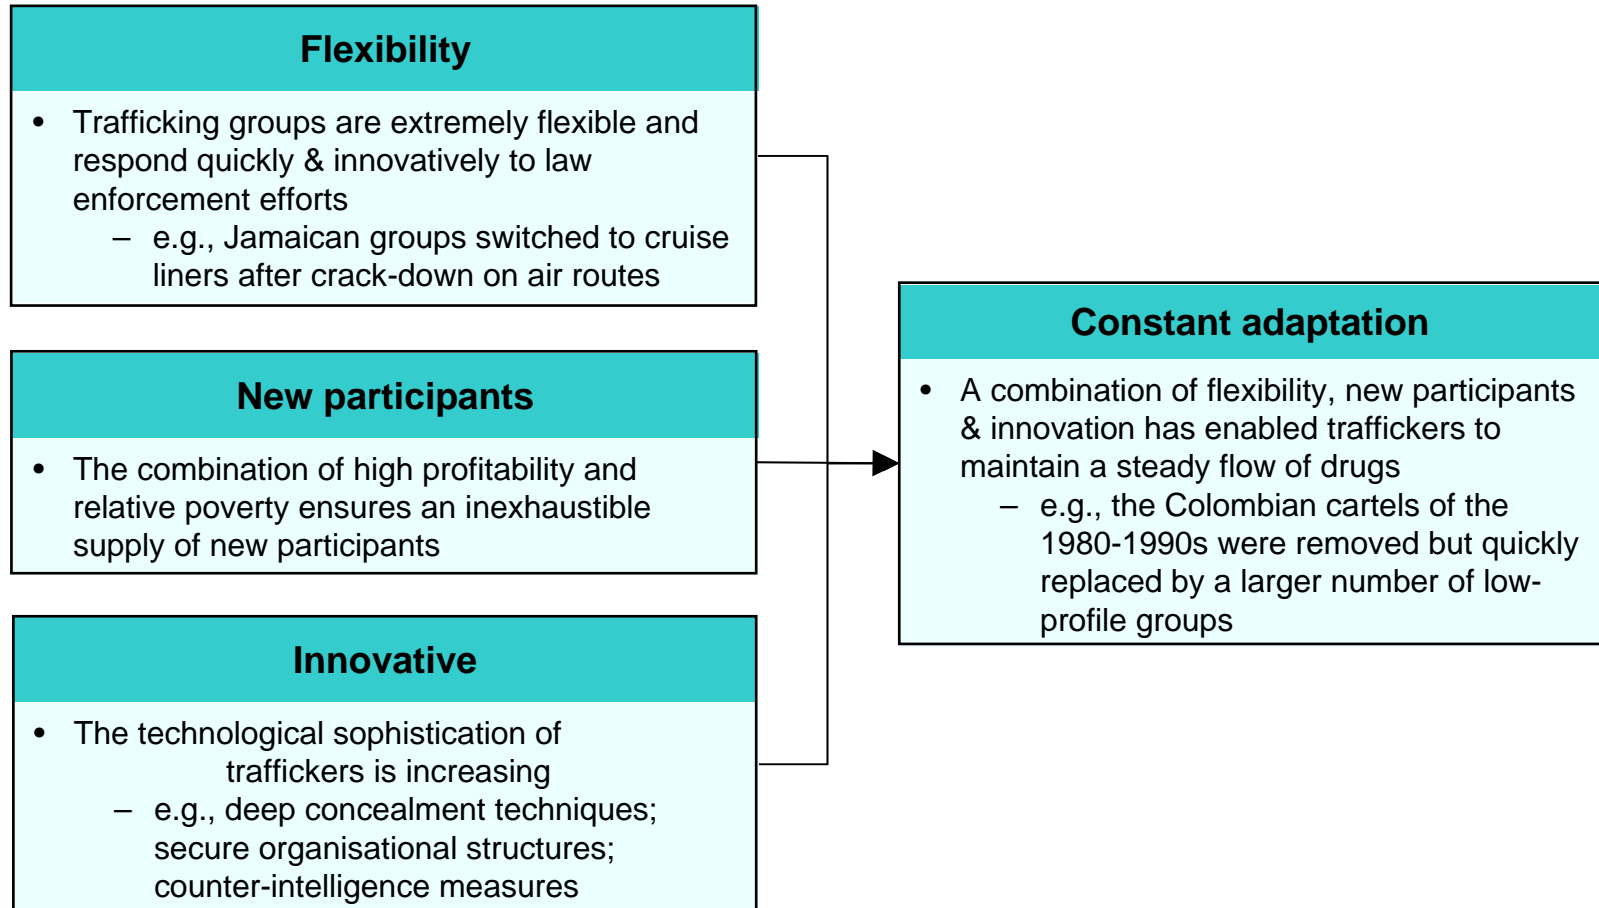 Flexibility
• Trafficking groups are extremely flexible and
respond quickly & innovatively to law
enforcement efforts
– e.g., Jamaican groups switched to cruise
liners after crack-down on air routes
New participants
• The combination of high profitability and
relative poverty ensures an inexhaustible
supply of new participants
Innovative
• The technological sophistication of
traffickers is increasing
– e.g., deep concealment techniques;
secure organisational structures;
counter-intelligence measures
Constant adaptation
• A combination of flexibility, new participants
& innovation has enabled traffickers to
maintain a steady flow of drugs
– e.g., the Colombian cartels of the
1980-1990s were removed but quickly
replaced by a larger number of low-
profile groups